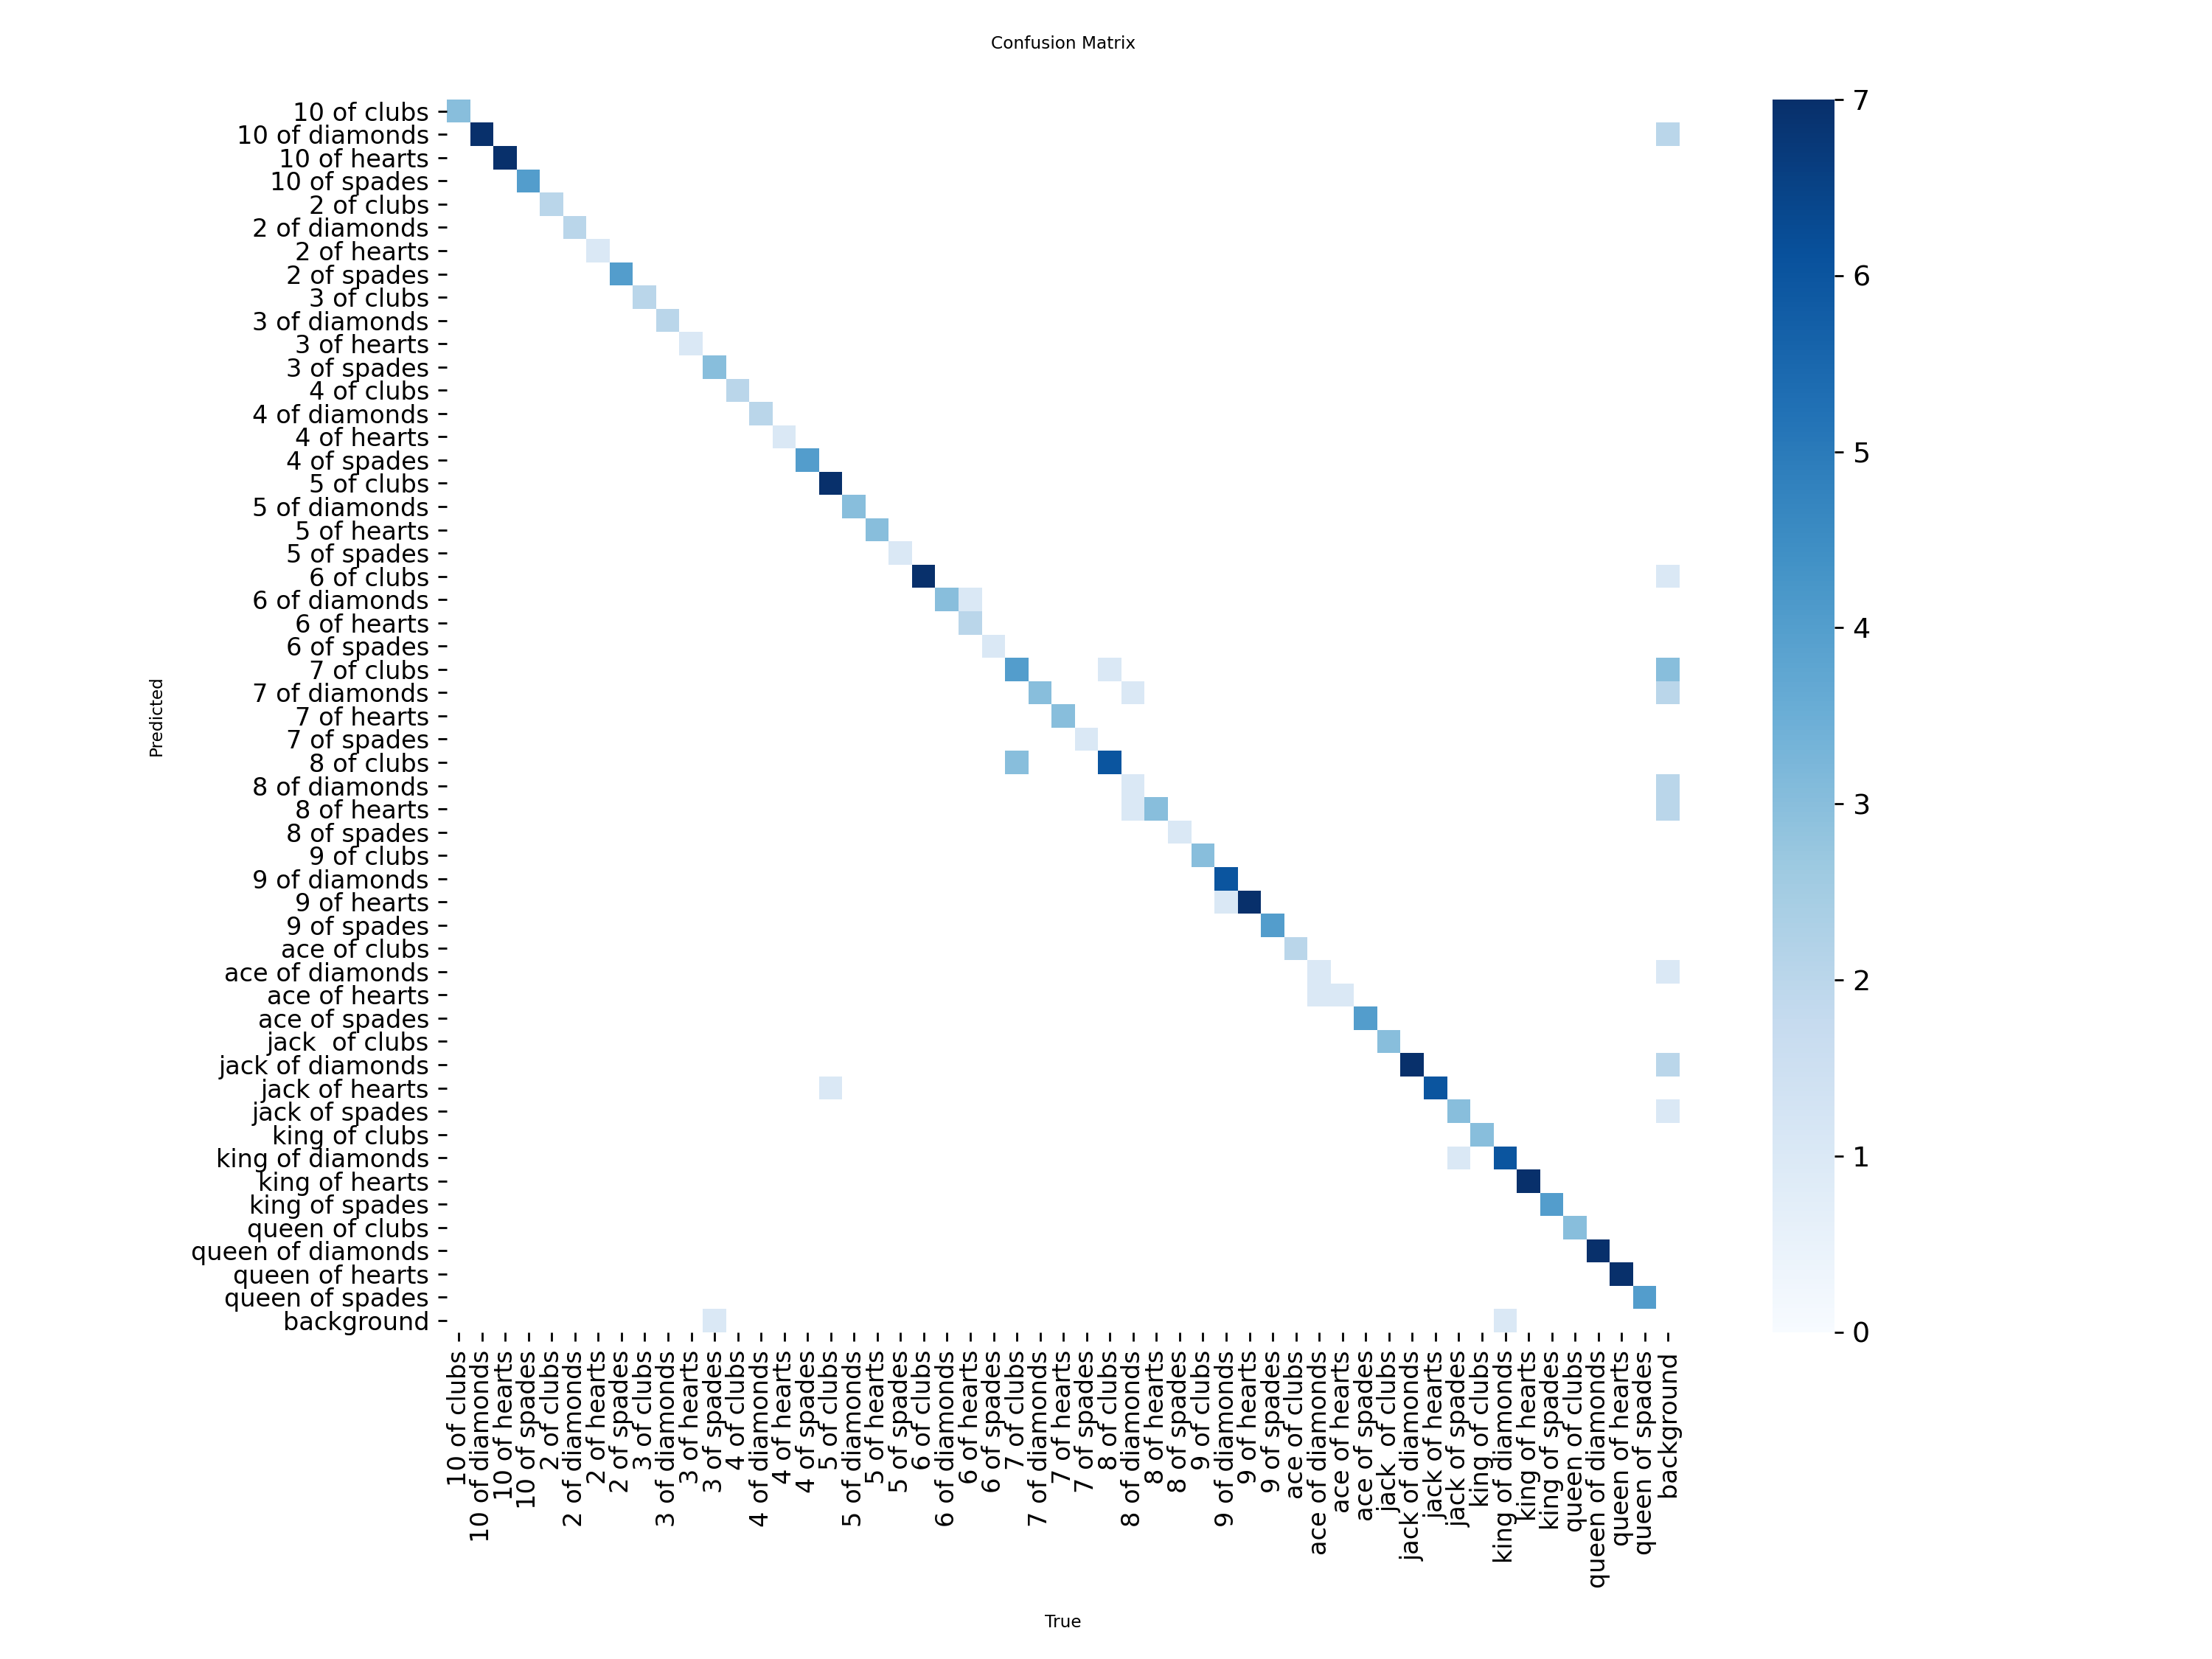 Confusion Matrix
10 of clubs
10 of diamonds
10 of hearts
10 of spades
2 of clubs
2 of diamonds
2 of hearts
2 of spades
3 of clubs
3 of diamonds
3 of hearts
3 of spades
4 of clubs
4 of diamonds
4 of hearts
4 of spades
5 of clubs
5 of diamonds
5 of hearts
5 of spades
6 of clubs
6 of diamonds
6 of hearts
6 of spades
7 of clubs
7 of diamonds
7 of hearts
7 of spades
8 of clubs
8 of diamonds
8 of hearts
8 of spades
9 of clubs
9 of diamonds
9 of hearts
9 of spades
ace of clubs
ace of diamonds
ace of hearts
ace of spades
jack  of clubs
jack of diamonds
jack of hearts
jack of spades
king of clubs
king of diamonds
king of hearts
king of spades
queen of clubs
queen of diamonds
queen of hearts
queen of spades
background
Predicted
10 of clubs
10 of diamonds
10 of hearts
10 of spades
2 of clubs
2 of diamonds
2 of hearts
2 of spades
3 of clubs
3 of diamonds
3 of hearts
3 of spades
4 of clubs
4 of diamonds
4 of hearts
4 of spades
5 of clubs
5 of diamonds
5 of hearts
5 of spades
6 of clubs
6 of diamonds
6 of hearts
6 of spades
7 of clubs
7 of diamonds
7 of hearts
7 of spades
8 of clubs
8 of diamonds
8 of hearts
8 of spades
9 of clubs
9 of diamonds
9 of hearts
9 of spades
ace of clubs
ace of diamonds
ace of hearts
ace of spades
jack  of clubs
jack of diamonds
jack of hearts
jack of spades
king of clubs
king of diamonds
king of hearts
king of spades
queen of clubs
queen of diamonds
queen of hearts
queen of spades
background
True
7
6
5
4
3
2
1
0